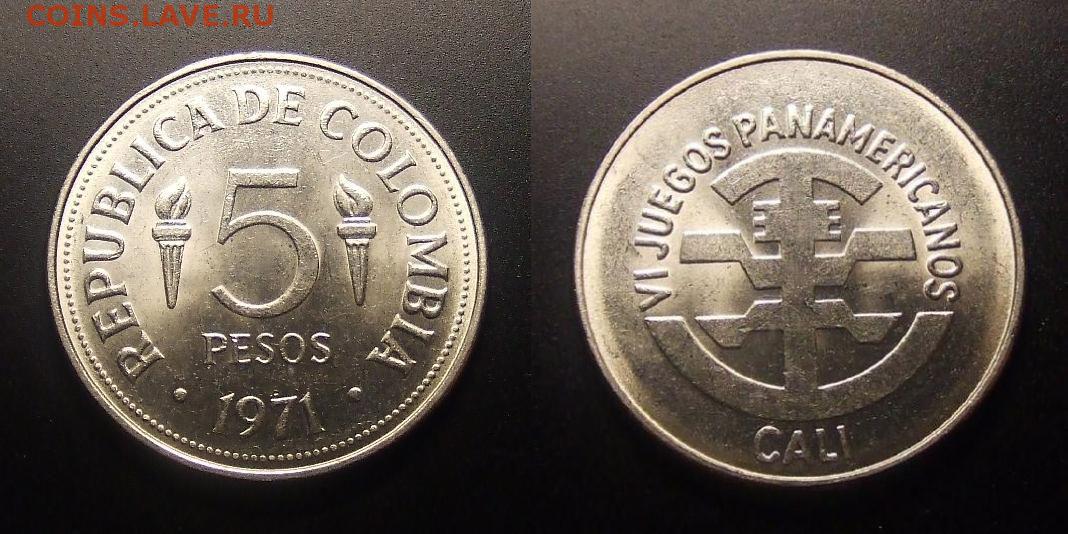 COINS.LAVE.RU
REPUBLICA DE COLOMBIA
5
PESOS
· 1971 ·
VI JUEGOS PANAMERICANOS
CALI